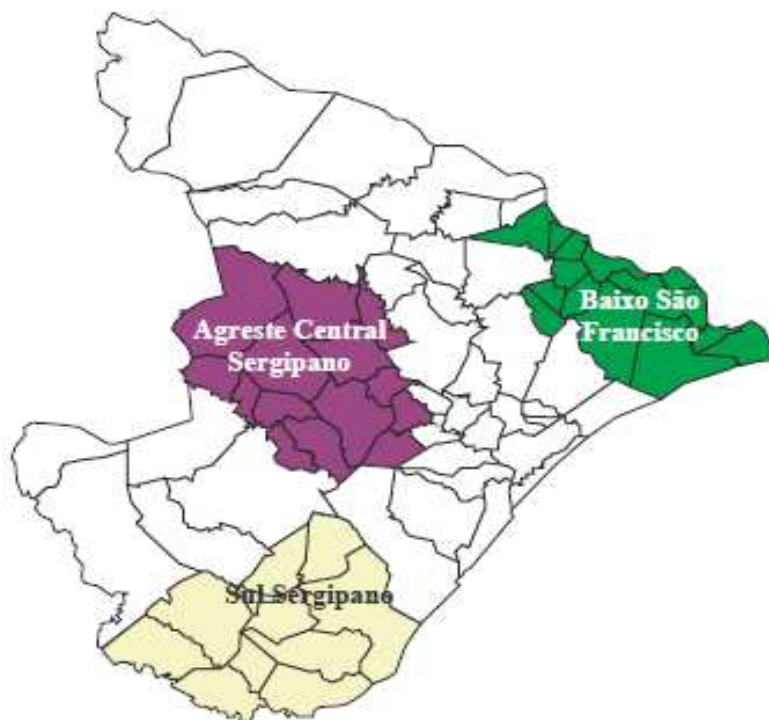 Baixo São
Francisco
Agreste Central
Sergipano
Sul Sergipano